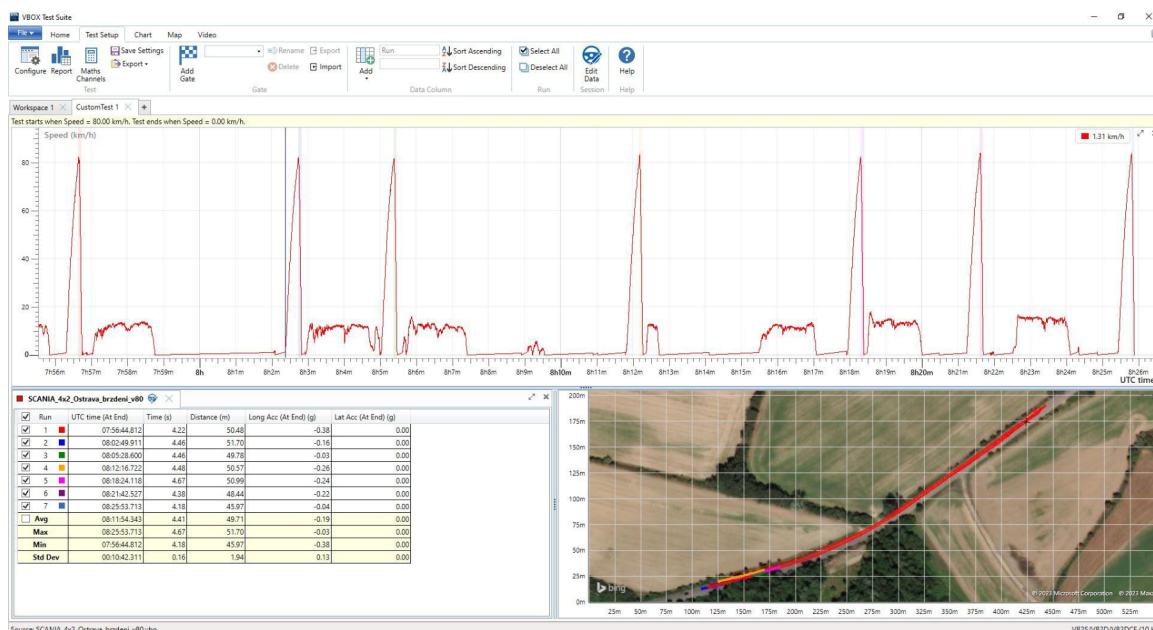 VBOX Test Suite
File Home Test Setup Chart Map Video
Configure Report Maths Channels Save Settings Export Add Gate Rename Export Delete Import Add Run Sort Ascending Sort Descending Select All Deselect All Edit Data Help
Test Gate Data Column Run Session Help
Workspace 1 CustomTest 1
Test starts when Speed = 80.00 km/h. Test ends when Speed = 0.00 km/h.
Speed (km/h)
1.31 km/h
80
60
40
20
0
7h56m 7h57m 7h58m 7h59m 8h 8h1m 8h2m 8h3m 8h4m 8h5m 8h6m 8h7m 8h8m 8h9m 8h10m 8h11m 8h12m 8h13m 8h14m 8h15m 8h16m 8h17m 8h18m 8h19m 8h20m 8h21m 8h22m 8h23m 8h24m 8h25m 8h26m
UTC time
SCANIA_4x2_Ostrava_brzdeni_v80
Run UTC time (At End) Time (s) Distance (m) Long Acc (At End) (g) Lat Acc (At End) (g)
1 07:56:44.812 4.22 50.48 -0.38 0.00
2 08:02:49.911 4.46 51.70 -0.16 0.00
3 08:05:28.600 4.46 49.78 -0.03 0.00
4 08:12:16.722 4.48 50.57 -0.26 0.00
5 08:18:24.118 4.67 50.99 -0.24 0.00
6 08:21:42.527 4.38 48.44 -0.22 0.00
7 08:25:53.713 4.18 45.97 -0.04 0.00
Avg 08:11:54.343 4.41 49.71 -0.19 0.00
Max 08:25:53.713 4.67 51.70 -0.03 0.00
Min 07:56:44.812 4.18 45.97 -0.38 0.00
Std Dev 00:10:42.311 0.16 1.94 0.13 0.00
200m
175m
150m
125m
100m
75m
50m
25m
0m
bing
© 2023 Microsoft Corporation © 2023 Max
25m 50m 75m 100m 125m 150m 175m 200m 225m 250m 275m 300m 325m 350m 375m 400m 425m 450m 475m 500m 525m
Source: SCANIA_4x2_Ostrava_brzdeni_v80.vbo